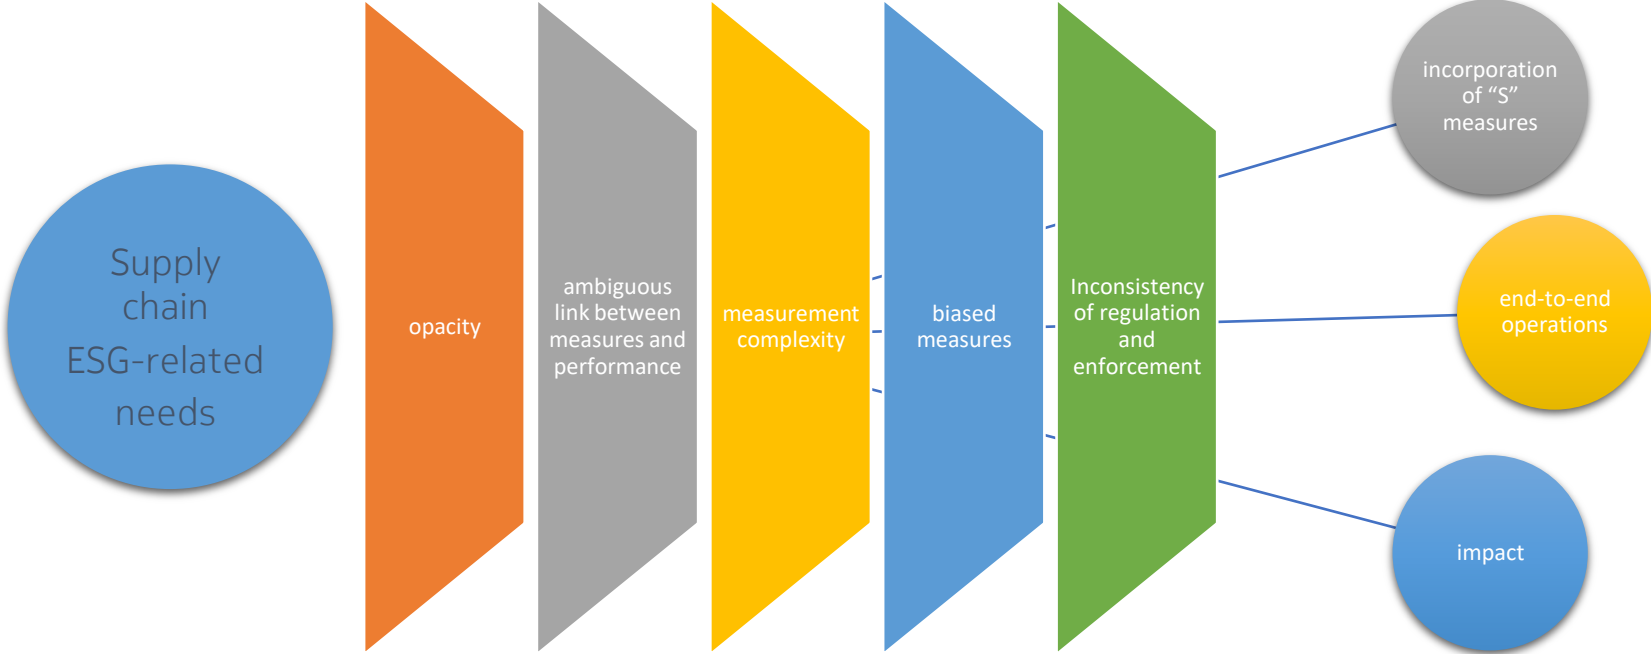 Supply
chain
ESG-related
needs
opacity
ambiguous
link between
measures and
performance
measurement
complexity
biased
measures
Inconsistency
of regulation
and
enforcement
incorporation
of “S”
measures
end-to-end
operations
impact